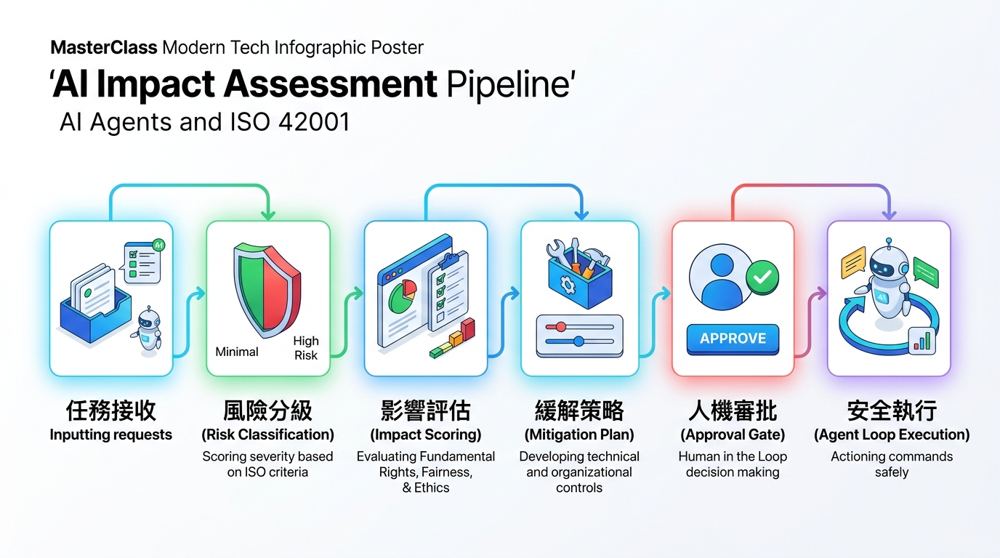 MasterClass Modern Tech Infographic Poster
'AI Impact Assessment Pipeline'
AI Agents and ISO 42001
AI
AI
Minimal
High
Risk
APPROVE
AI
任務接收
Inputting requests
風險分級
(Risk Classification)
Scoring severity based
on ISO criteria
影響評估
(Impact Scoring)
Evaluating Fundamental
Rights, Fairness,
& Ethics
緩解策略
(Mitigation Plan)
Developing technical
and organizational
controls
人機審批
(Approval Gate)
Human in the Loop
decision making
安全執行
(Agent Loop Execution)
Actioning commands
safely